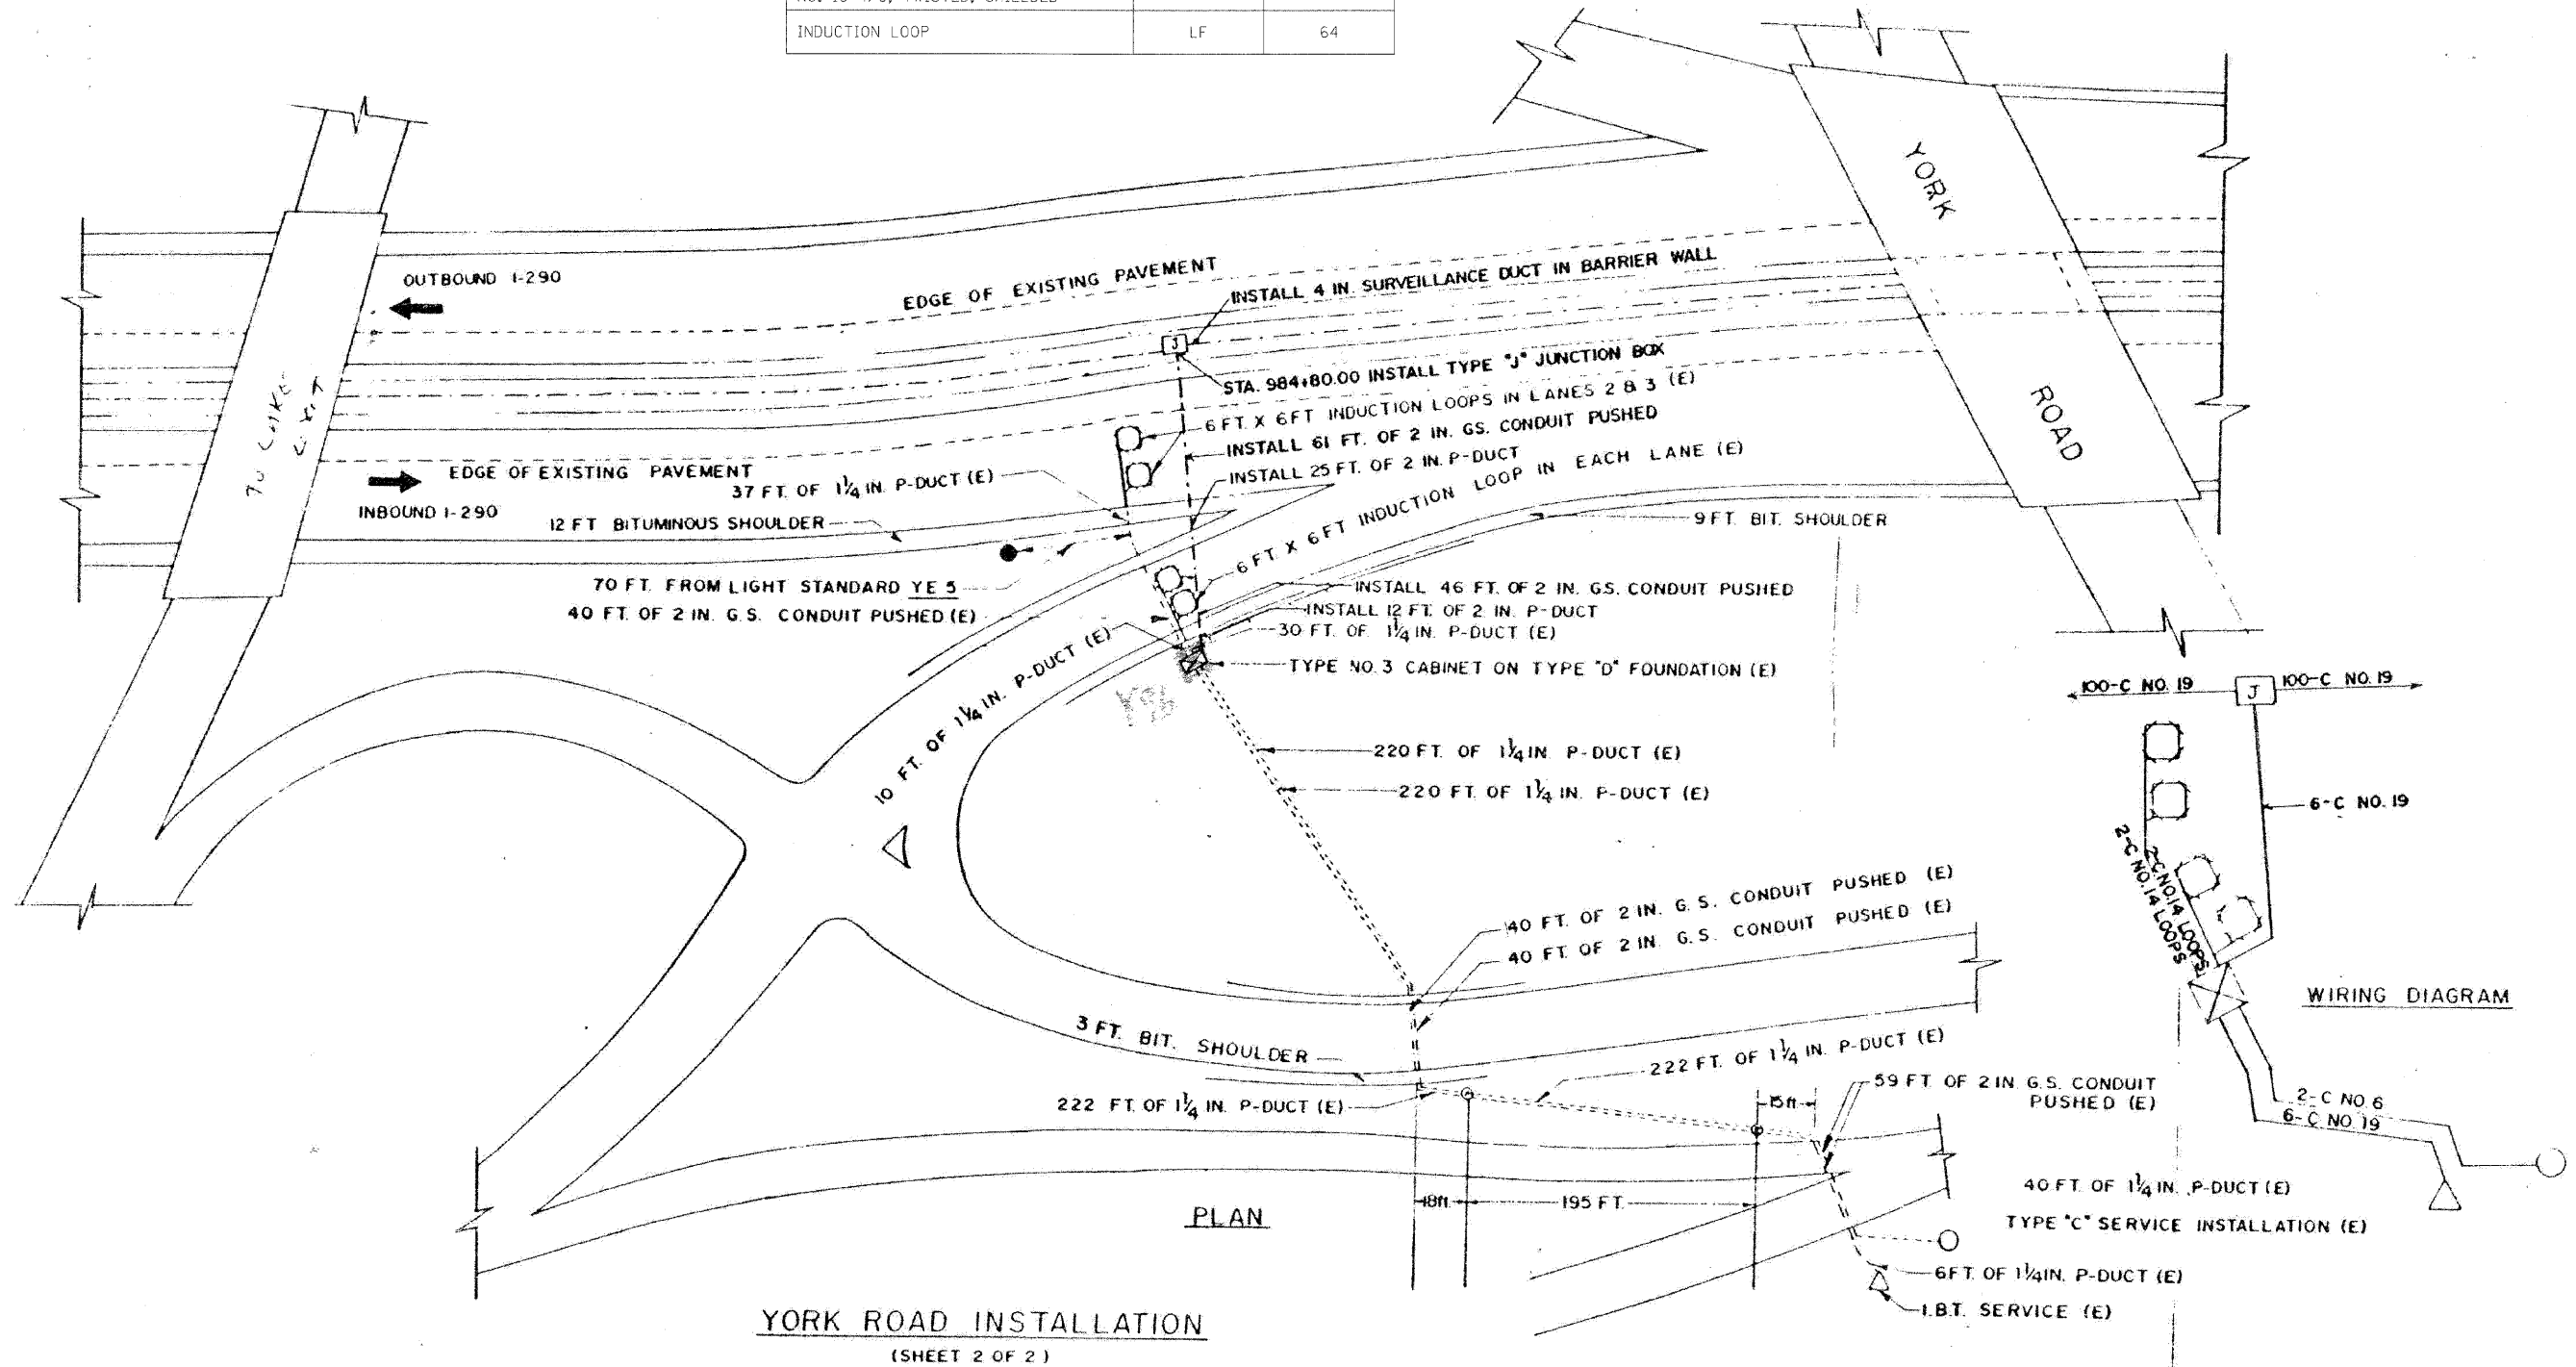 INDUCTION LOOP LF 64
YORK
ROAD
OUTBOUND I-290
EDGE OF EXISTING PAVEMENT
INSTALL 4 IN. SURVEILLANCE DUCT IN BARRIER WALL
J
STA. 984+80.00 INSTALL TYPE "J" JUNCTION BOX
6 FT. X 6 FT INDUCTION LOOPS IN LANES 2 & 3 (E)
INSTALL 61 FT. OF 2 IN. GS. CONDUIT PUSHED
INSTALL 25 FT. OF 2 IN. P-DUCT
6 FT. X 6 FT INDUCTION LOOP IN EACH LANE (E)
EDGE OF EXISTING PAVEMENT
37 FT. OF 1¼ IN. P-DUCT (E)
INBOUND I-290
12 FT BITUMINOUS SHOULDER
9 FT. BIT. SHOULDER
70 FT. FROM LIGHT STANDARD YE 5
40 FT. OF 2 IN. G.S. CONDUIT PUSHED (E)
INSTALL 46 FT. OF 2 IN. G.S. CONDUIT PUSHED
INSTALL 12 FT. OF 2 IN. P-DUCT
30 FT. OF 1¼ IN. P-DUCT (E)
TYPE NO. 3 CABINET ON TYPE "D" FOUNDATION (E)
10 FT. OF 1¼ IN. P-DUCT (E)
220 FT. OF 1¼ IN. P-DUCT (E)
220 FT. OF 1¼ IN. P-DUCT (E)
40 FT. OF 2 IN. G.S. CONDUIT PUSHED (E)
40 FT. OF 2 IN. G.S. CONDUIT PUSHED (E)
3 FT. BIT. SHOULDER
222 FT. OF 1¼ IN. P-DUCT (E)
222 FT. OF 1¼ IN. P-DUCT (E)
59 FT. OF 2 IN. G.S. CONDUIT
PUSHED (E)
15 ft
18 ft.
195 FT.
40 FT. OF 1¼ IN. P-DUCT (E)
TYPE "C" SERVICE INSTALLATION (E)
6 FT. OF 1¼ IN. P-DUCT (E)
I.B.T. SERVICE (E)
PLAN
100-C NO. 19
J
100-C NO. 19
6-C NO. 19
2-C NO. 14 LOOPS
2-C NO. 14 LOOPS
WIRING DIAGRAM
2-C NO. 6
6-C NO. 19
YORK ROAD INSTALLATION
(SHEET 2 OF 2)